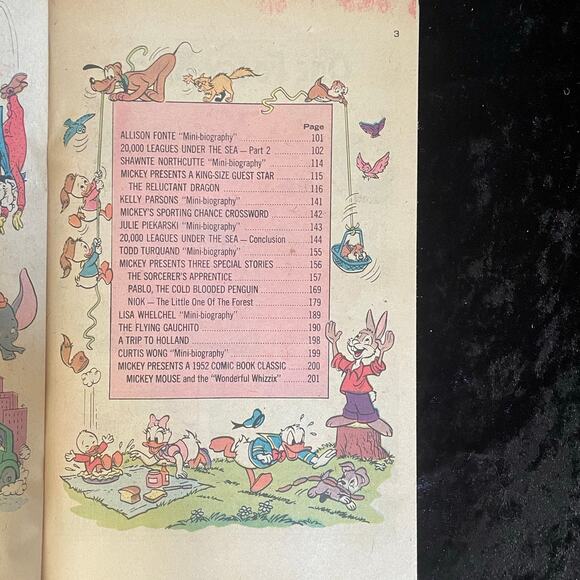 3
Page
ALLISON FONTE "Mini-biography" 101
20,000 LEAGUES UNDER THE SEA — Part 2 102
SHAWNTE NORTHCUTTE "Mini-biography" 114
MICKEY PRESENTS A KING-SIZE GUEST STAR 115
THE RELUCTANT DRAGON 116
KELLY PARSONS "Mini-biography" 141
MICKEY'S SPORTING CHANCE CROSSWORD 142
JULIE PIEKARSKI "Mini-biography" 143
20,000 LEAGUES UNDER THE SEA — Conclusion 144
TODD TURQUAND "Mini-biography" 155
MICKEY PRESENTS THREE SPECIAL STORIES 156
THE SORCERER'S APPRENTICE 157
PABLO, THE COLD BLOODED PENGUIN 169
NIOK — The Little One Of The Forest 179
LISA WHELCHEL "Mini-biography" 189
THE FLYING GAUCHITO 190
A TRIP TO HOLLAND 198
CURTIS WONG "Mini-biography" 199
MICKEY PRESENTS A 1952 COMIC BOOK CLASSIC 200
MICKEY MOUSE and the "Wonderful Whizzix" 201